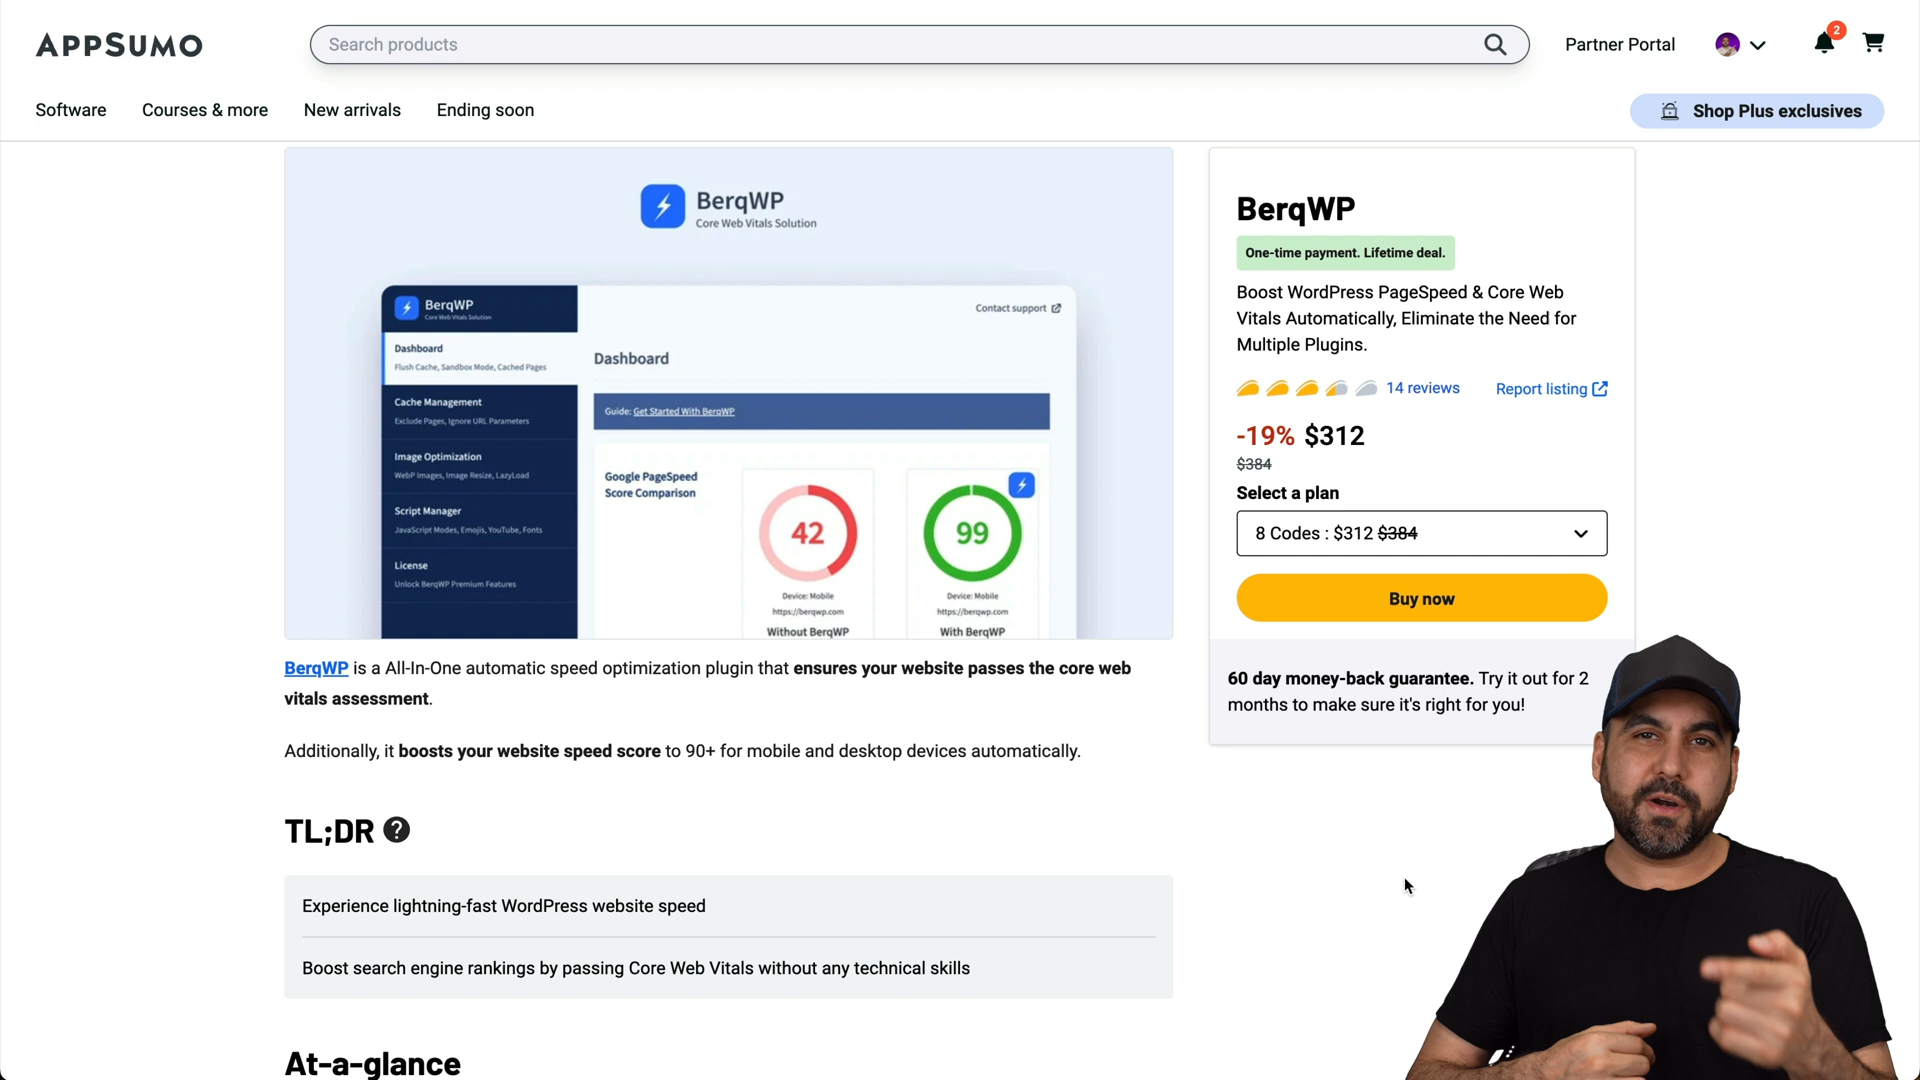 APPSUMO
Search products
Partner Portal
2
Software
Courses & more
New arrivals
Ending soon
Shop Plus exclusives
BerqWP
Core Web Vitals Solution
BerqWP
Core Web Vitals Solution
Contact support
Dashboard
Flush Cache, Sandbox Mode, Cached Pages
Cache Management
Exclude Pages, Ignore URL Parameters
Image Optimization
WebP Images, Image Resize, LazyLoad
Script Manager
JavaScript Modes, Emojis, YouTube, Fonts
License
Unlock BerqWP Premium Features
Dashboard
Guide: Get Started With BerqWP
Google PageSpeed
Score Comparison
42
Device: Mobile
https://berqwp.com
Without BerqWP
99
Device: Mobile
https://berqwp.com
With BerqWP
BerqWP
One-time payment. Lifetime deal.
Boost WordPress PageSpeed & Core Web
Vitals Automatically, Eliminate the Need for
Multiple Plugins.
14 reviews
Report listing
-19% $312
$384
Select a plan
8 Codes : $312 $384
Buy now
60 day money-back guarantee. Try it out for 2
months to make sure it's right for you!
BerqWP is a All-In-One automatic speed optimization plugin that ensures your website passes the core web
vitals assessment.
Additionally, it boosts your website speed score to 90+ for mobile and desktop devices automatically.
TL;DR ?
Experience lightning-fast WordPress website speed
Boost search engine rankings by passing Core Web Vitals without any technical skills
At-a-glance